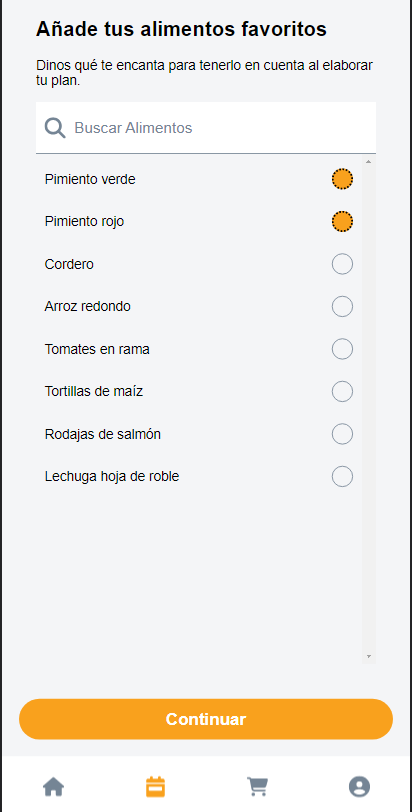 Añade tus alimentos favoritos
Dinos qué te encanta para tenerlo en cuenta al elaborar
tu plan.
Buscar Alimentos
Pimiento verde
Pimiento rojo
Cordero
Arroz redondo
Tomates en rama
Tortillas de maíz
Rodajas de salmón
Lechuga hoja de roble
Continuar